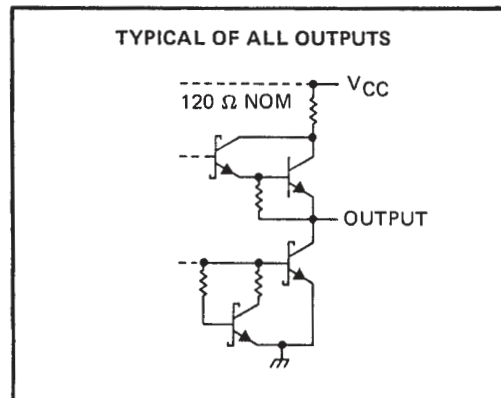 TYPICAL OF ALL OUTPUTS
VCC
120 Ω NOM
OUTPUT